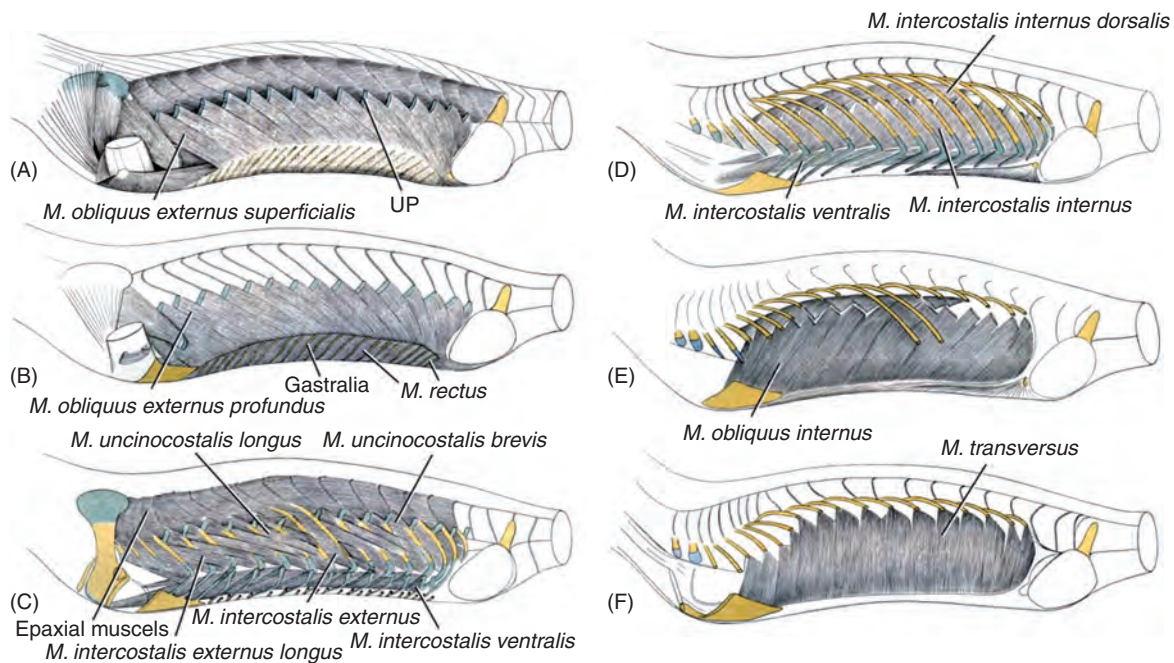 (A)
M. obliquus externus superficialis
UP
(B)
Gastralia
M. rectus
M. obliquus externus profundus
M. uncinocostalis longus
M. uncinocostalis brevis
(C)
Epaxial muscels
M. intercostalis externus
M. intercostalis ventralis
M. intercostalis externus longus
M. intercostalis internus dorsalis
(D)
M. intercostalis ventralis
M. intercostalis internus
(E)
M. obliquus internus
M. transversus
(F)